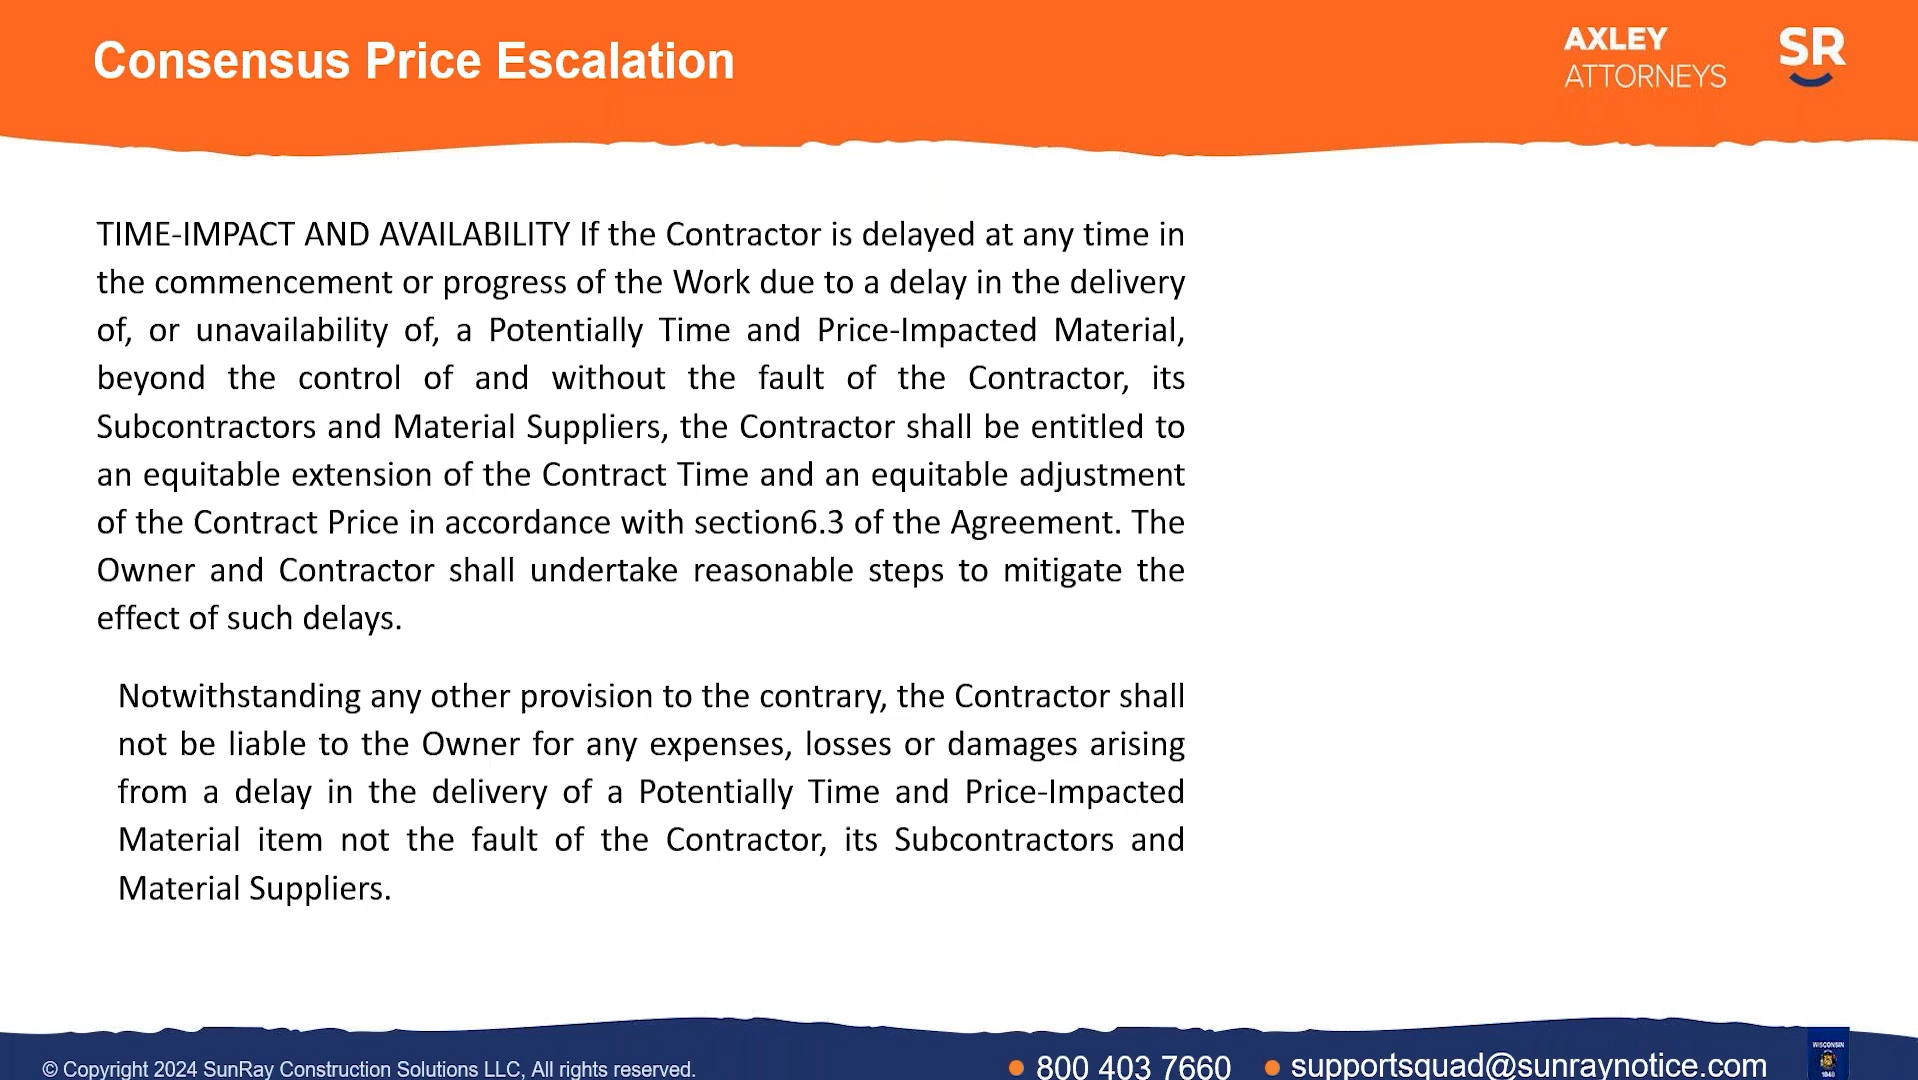 Consensus Price Escalation
AXLEY
ATTORNEYS
SR
TIME-IMPACT AND AVAILABILITY If the Contractor is delayed at any time in
the commencement or progress of the Work due to a delay in the delivery
of, or unavailability of, a Potentially Time and Price-Impacted Material,
beyond the control of and without the fault of the Contractor, its
Subcontractors and Material Suppliers, the Contractor shall be entitled to
an equitable extension of the Contract Time and an equitable adjustment
of the Contract Price in accordance with section6.3 of the Agreement. The
Owner and Contractor shall undertake reasonable steps to mitigate the
effect of such delays.
Notwithstanding any other provision to the contrary, the Contractor shall
not be liable to the Owner for any expenses, losses or damages arising
from a delay in the delivery of a Potentially Time and Price-Impacted
Material item not the fault of the Contractor, its Subcontractors and
Material Suppliers.
© Copyright 2024 SunRay Construction Solutions LLC, All rights reserved.
800 403 7660
supportsquad@sunraynotice.com
WISCONSIN
1848